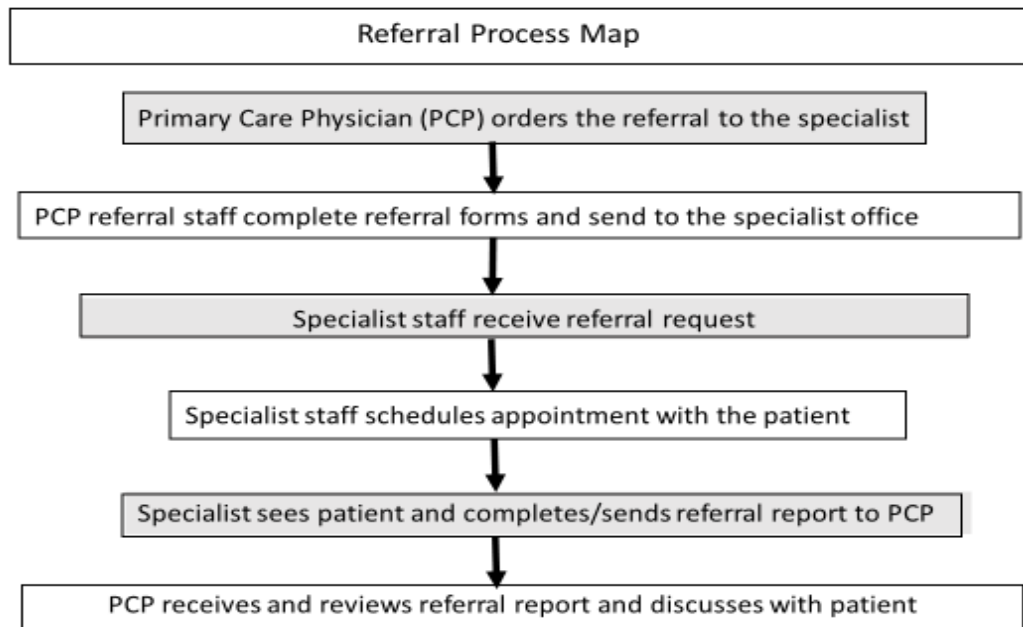 Referral Process Map
Primary Care Physician (PCP) orders the referral to the specialist
PCP referral staff complete referral forms and send to the specialist office
Specialist staff receive referral request
Specialist staff schedules appointment with the patient
Specialist sees patient and completes/sends referral report to PCP
PCP receives and reviews referral report and discusses with patient